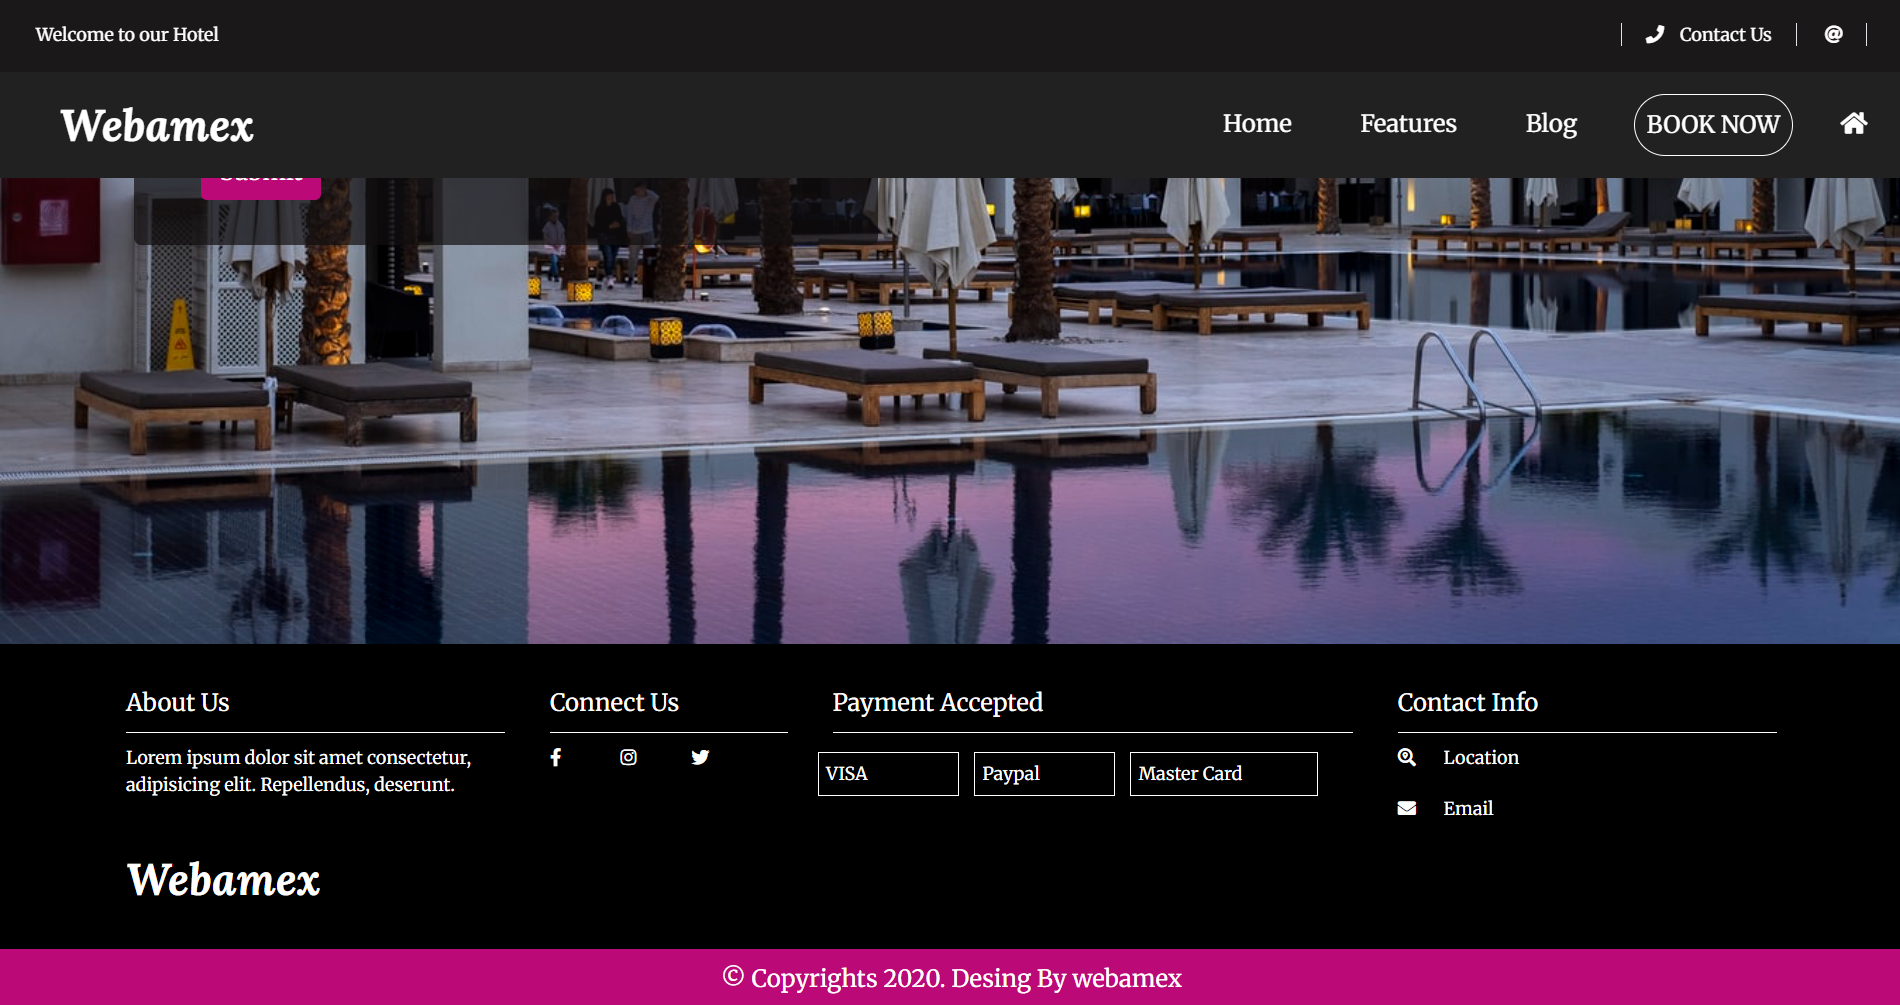 Welcome to our Hotel
Contact Us
Webamex
Home
Features
Blog
BOOK NOW
About Us
Lorem ipsum dolor sit amet consectetur,
adipisicing elit. Repellendus, deserunt.
Webamex
Connect Us
Payment Accepted
VISA
Paypal
Master Card
Contact Info
Location
Email
© Copyrights 2020. Desing By webamex